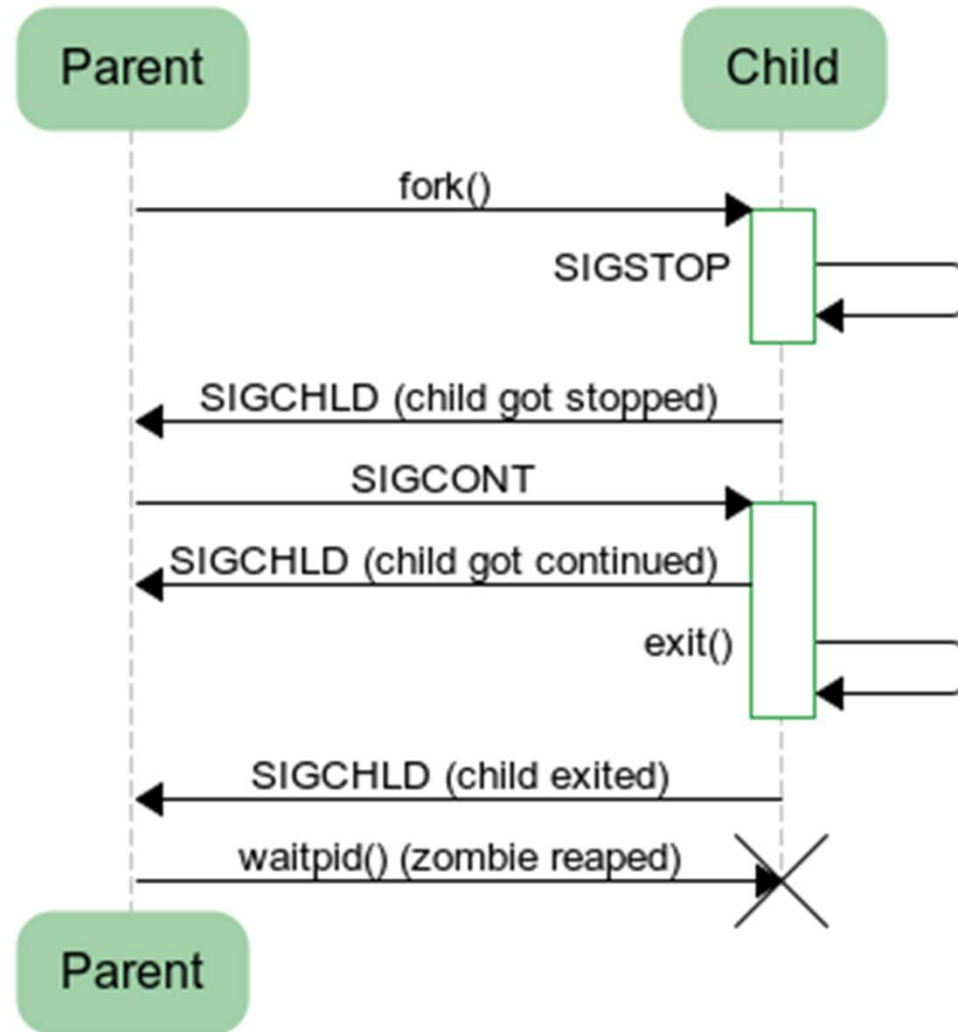 Parent
Child
fork()
SIGSTOP
SIGCHLD (child got stopped)
SIGCONT
SIGCHLD (child got continued)
exit()
SIGCHLD (child exited)
waitpid() (zombie reaped)
Parent